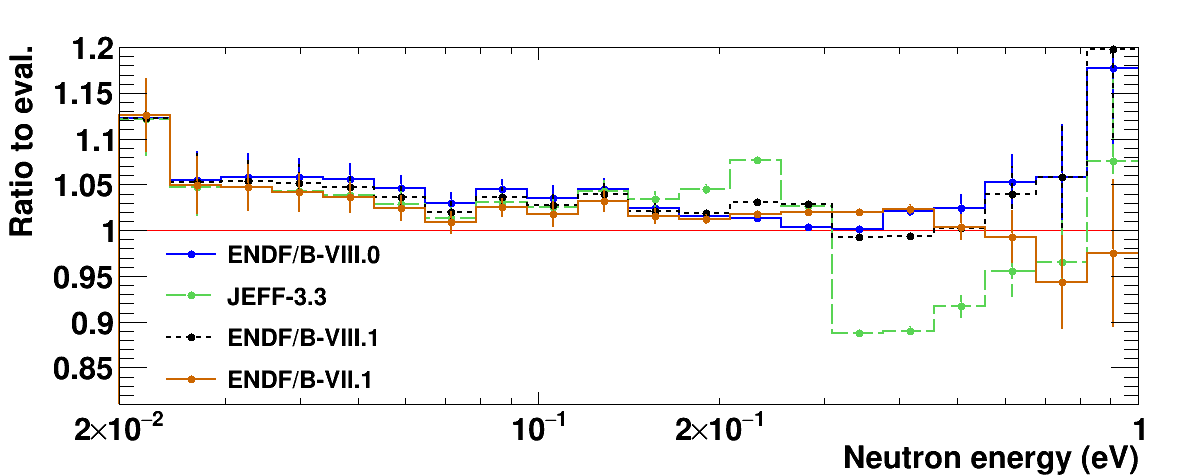 Ratio to eval.
1.2
1.15
1.1
1.05
1
0.95
0.9
0.85
ENDF/B-VIII.0
JEFF-3.3
ENDF/B-VIII.1
ENDF/B-VII.1
2×10⁻² 10⁻¹ 2×10⁻¹ 1
Neutron energy (eV)